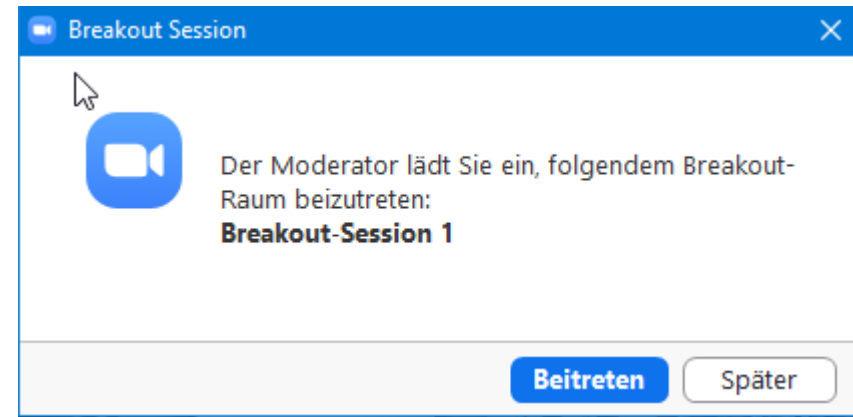 Breakout Session
Der Moderator lädt Sie ein, folgendem Breakout-
Raum beizutreten:
Breakout-Session 1
Beitreten
Später